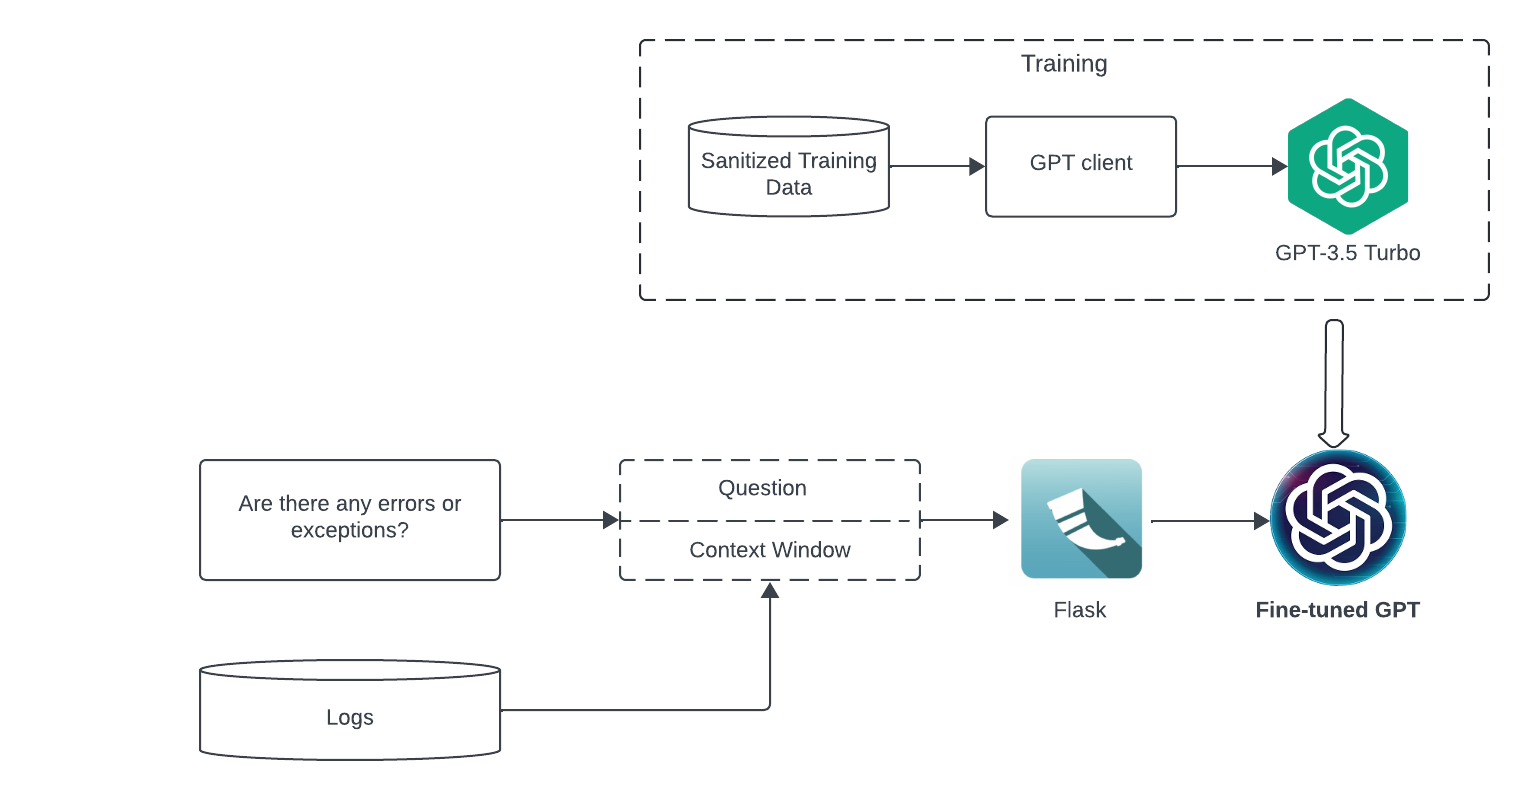 Training
Sanitized Training
Data
GPT client
GPT-3.5 Turbo
Are there any errors or
exceptions?
Question
Context Window
Flask
Fine-tuned GPT
Logs